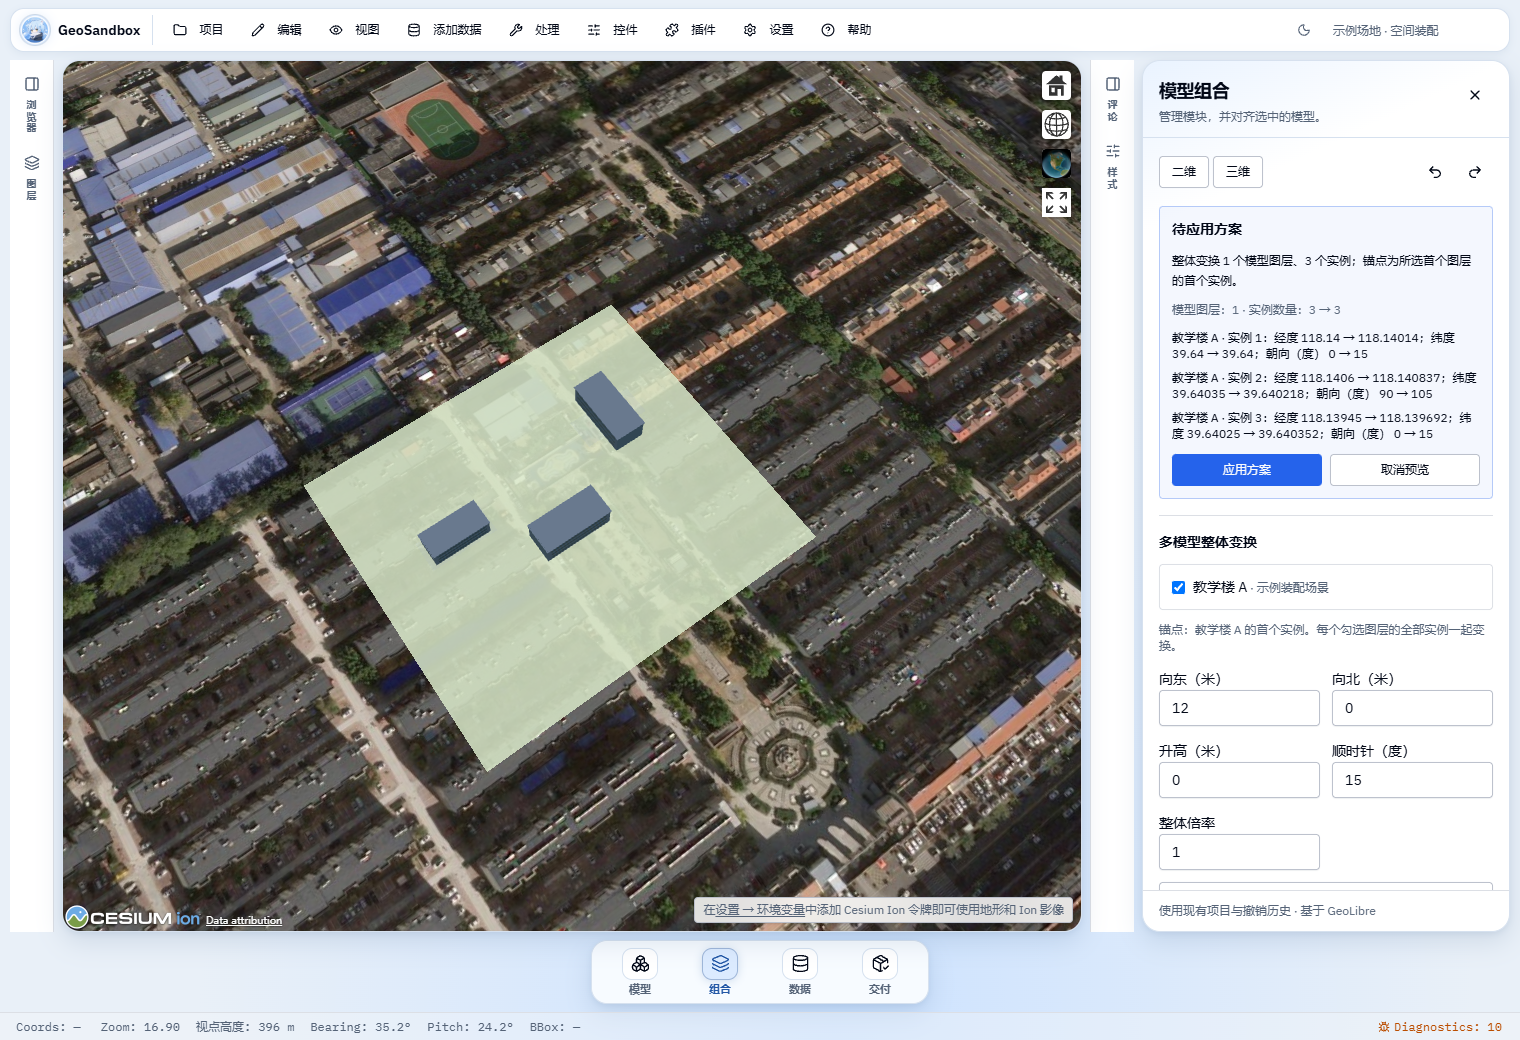 GeoSandbox
项目
编辑
视图
添加数据
处理
控件
插件
设置
帮助
示例场地 · 空间装配
浏览器
图层
评论
样式
模型组合
管理模块，并对齐选中的模型。
二维
三维
待应用方案
整体变换 1 个模型图层、3 个实例；锚点为所选首个图层
的首个实例。
模型图层：1 · 实例数量：3 → 3
教学楼 A · 实例 1：经度 118.14 → 118.14014；纬度
39.64 → 39.64；朝向（度） 0 → 15
教学楼 A · 实例 2：经度 118.1406 → 118.140837；纬度
39.64035 → 39.640218；朝向（度） 90 → 105
教学楼 A · 实例 3：经度 118.13945 → 118.139692；纬
度 39.64025 → 39.640352；朝向（度） 0 → 15
应用方案
取消预览
多模型整体变换
教学楼 A · 示例装配场景
锚点：教学楼 A 的首个实例。每个勾选图层的全部实例一起变
换。
向东（米）
向北（米）
12
0
升高（米）
顺时针（度）
0
15
整体倍率
1
使用现有项目与撤销历史 · 基于 GeoLibre
CESIUM ion
Data attribution
在设置 → 环境变量中添加 Cesium Ion 令牌即可使用地形和 Ion 影像
模型
组合
数据
交付
Coords: —
Zoom: 16.90
视点高度: 396 m
Bearing: 35.2°
Pitch: 24.2°
BBox: —
Diagnostics: 10